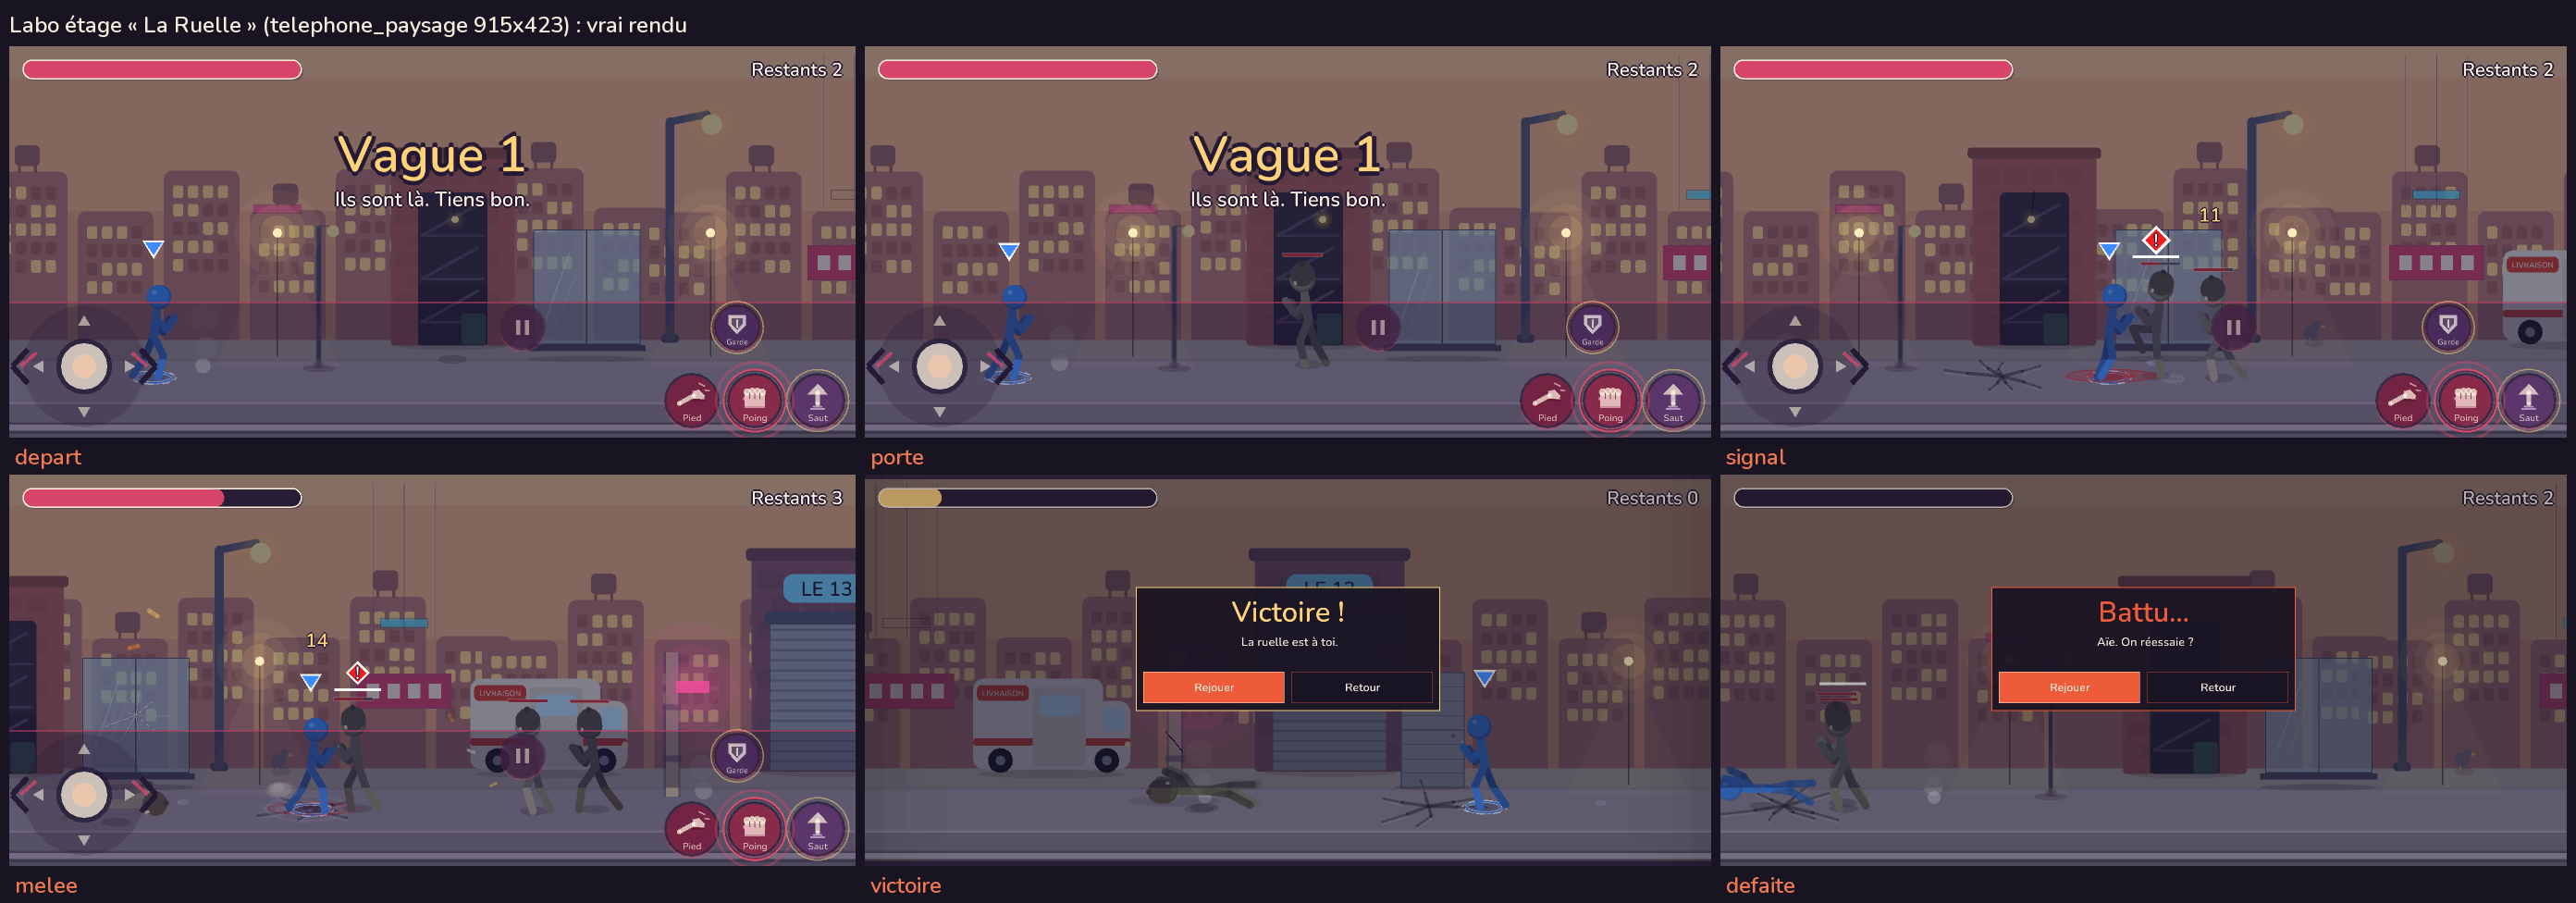 Labo étage « La Ruelle » (telephone_paysage 915x423) : vrai rendu
Restants 2
Vague 1
Ils sont là. Tiens bon.
Garde
Pied
Poing
Saut
depart
Restants 2
Vague 1
Ils sont là. Tiens bon.
Garde
Pied
Poing
Saut
porte
Restants 2
11
!
LIVRAISON
Garde
Pied
Poing
Saut
signal
Restants 3
LE 13
14
!
LIVRAISON
Garde
Pied
Poing
Saut
melee
Restants 0
LE 13
Victoire !
La ruelle est à toi.
LIVRAISON
Rejouer
Retour
victoire
Restants 2
Battu...
Aïe. On réessaie ?
Rejouer
Retour
defaite